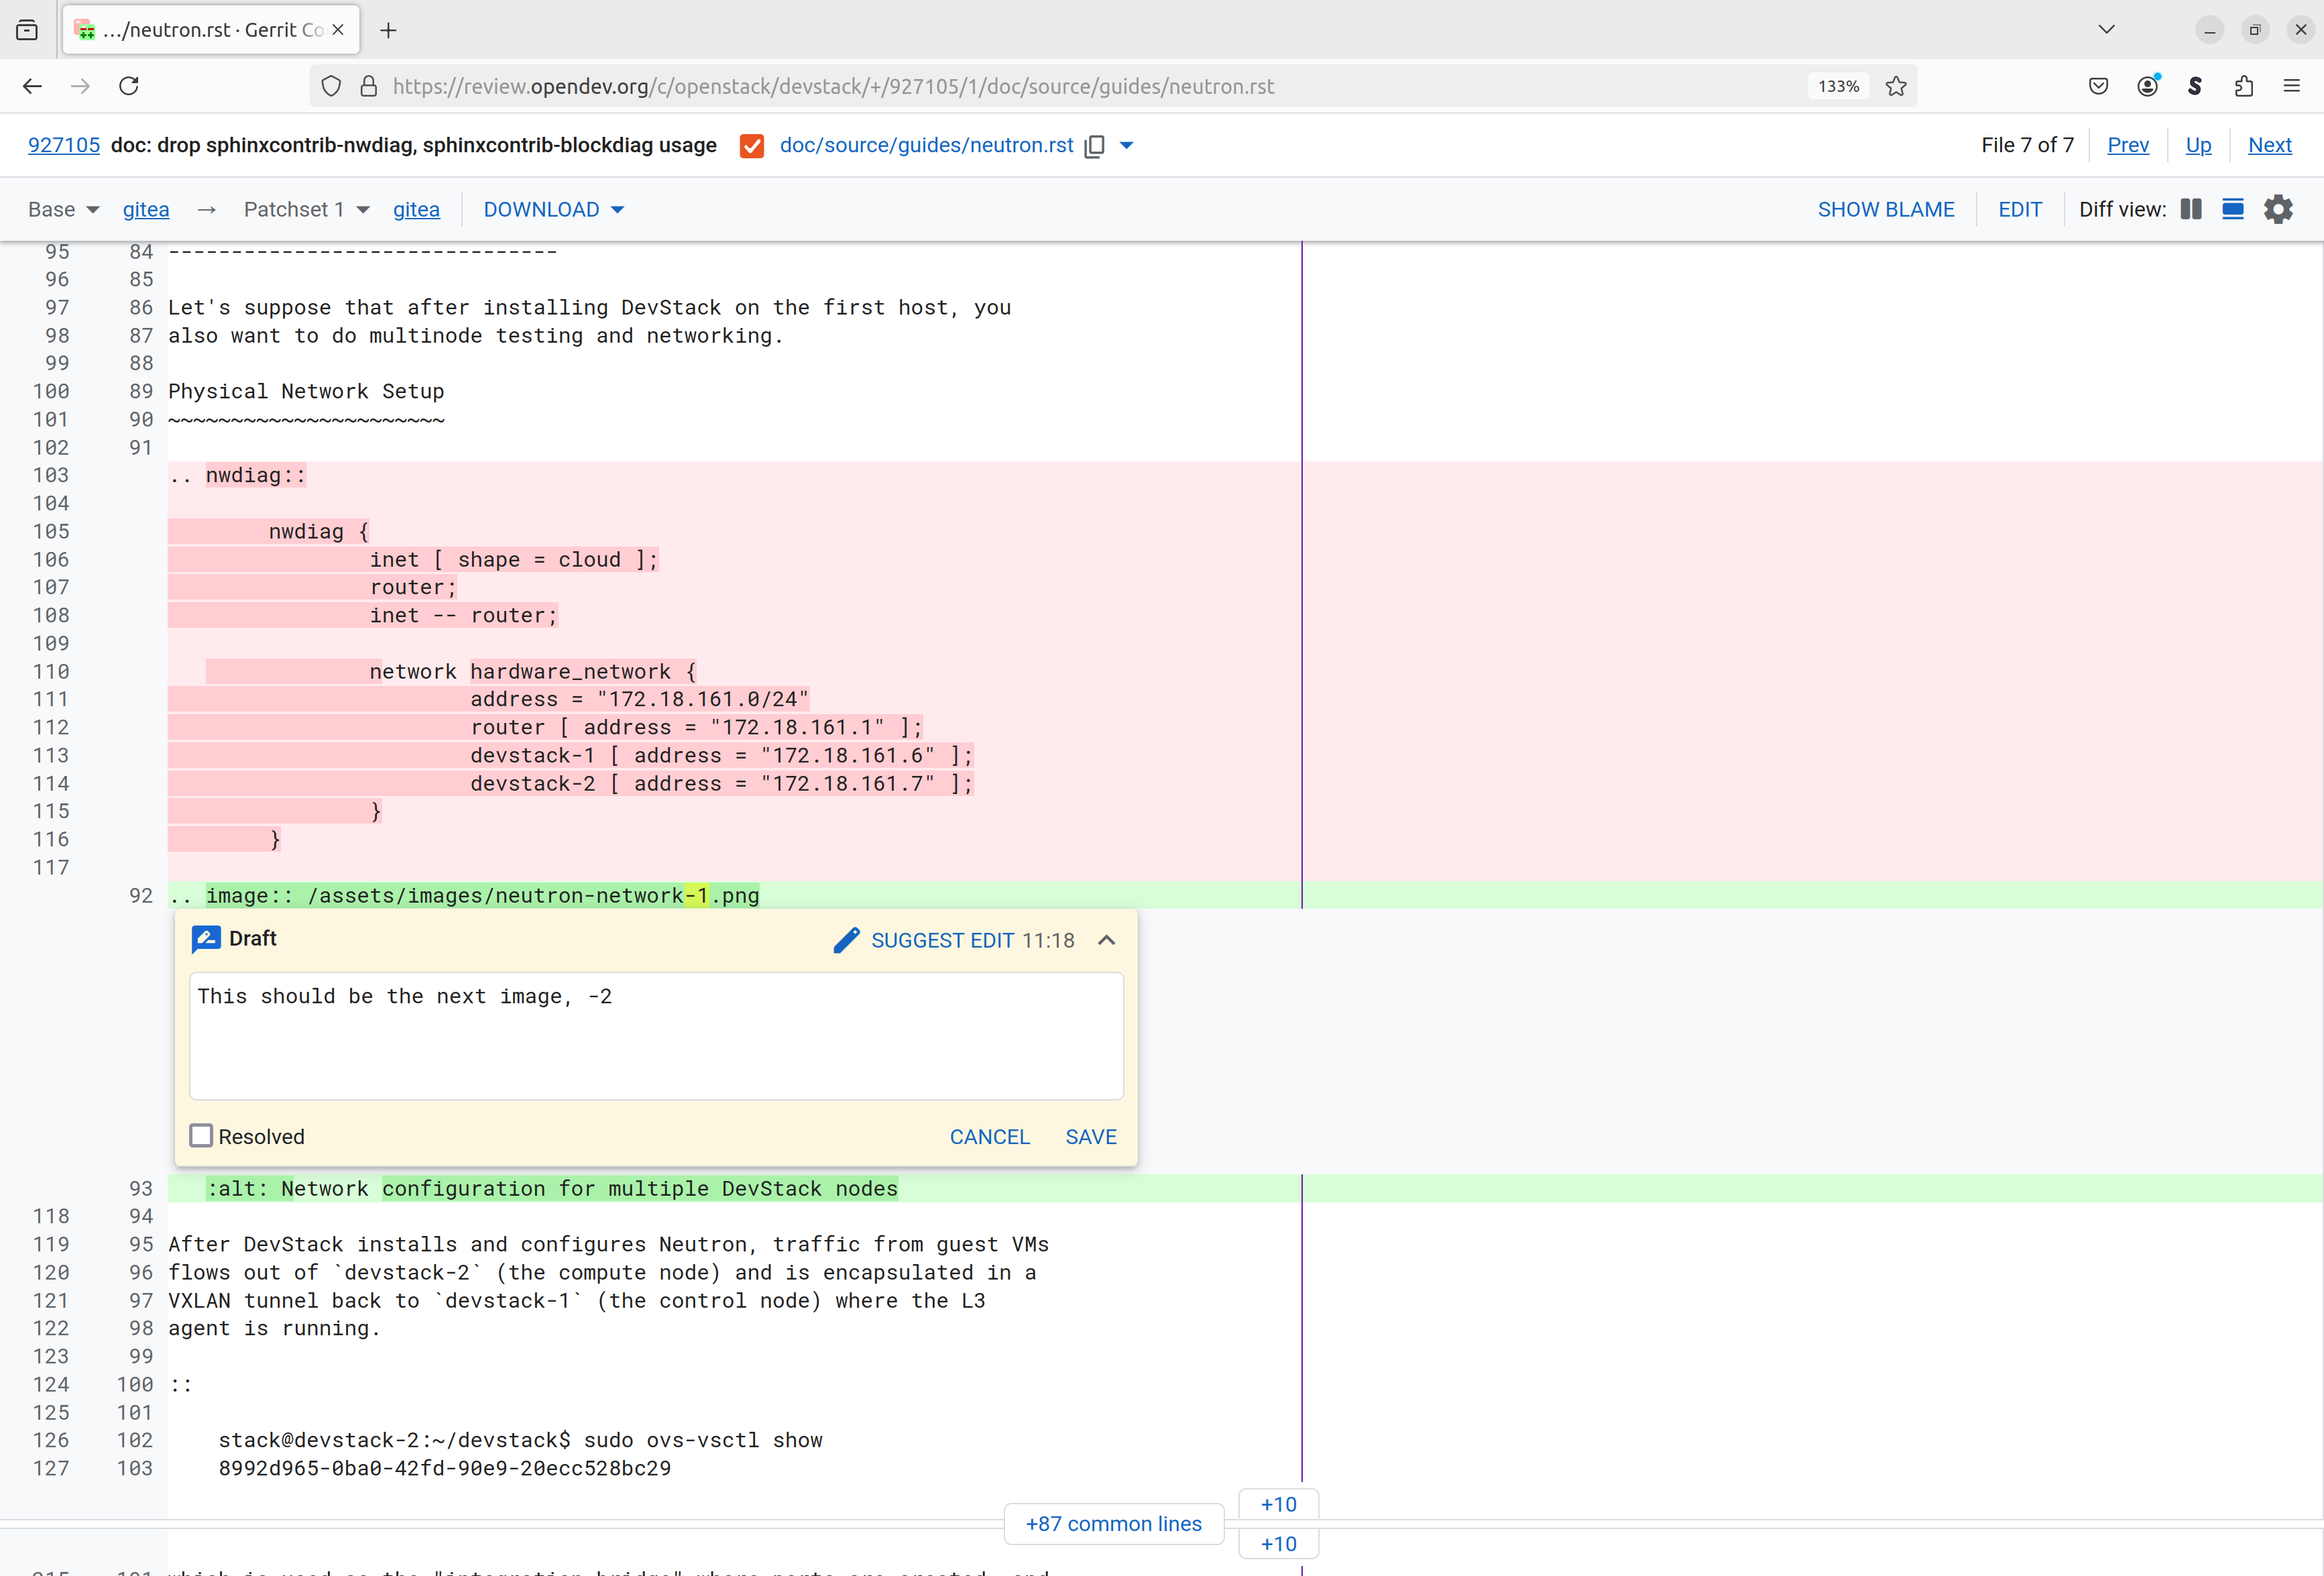 .../neutron.rst · Gerrit Co
https://review.opendev.org/c/openstack/devstack/+/927105/1/doc/source/guides/neutron.rst 133%
927105 doc: drop sphinxcontrib-nwdiag, sphinxcontrib-blockdiag usage doc/source/guides/neutron.rst File 7 of 7 Prev Up Next
Base gitea → Patchset 1 gitea DOWNLOAD SHOW BLAME EDIT Diff view:
95 84 -------------------------------
96 85
97 86 Let's suppose that after installing DevStack on the first host, you
98 87 also want to do multinode testing and networking.
99 88
100 89 Physical Network Setup
101 90 ~~~~~~~~~~~~~~~~~~~~~~
102 91
103 .. nwdiag::
104
105 nwdiag {
106 inet [ shape = cloud ];
107 router;
108 inet -- router;
109
110 network hardware_network {
111 address = "172.18.161.0/24"
112 router [ address = "172.18.161.1" ];
113 devstack-1 [ address = "172.18.161.6" ];
114 devstack-2 [ address = "172.18.161.7" ];
115 }
116 }
117
92 .. image:: /assets/images/neutron-network-1.png
Draft SUGGEST EDIT 11:18
This should be the next image, -2
Resolved CANCEL SAVE
93 :alt: Network configuration for multiple DevStack nodes
118 94
119 95 After DevStack installs and configures Neutron, traffic from guest VMs
120 96 flows out of `devstack-2` (the compute node) and is encapsulated in a
121 97 VXLAN tunnel back to `devstack-1` (the control node) where the L3
122 98 agent is running.
123 99
124 100 ::
125 101
126 102 stack@devstack-2:~/devstack$ sudo ovs-vsctl show
127 103 8992d965-0ba0-42fd-90e9-20ecc528bc29
+10
+87 common lines
+10